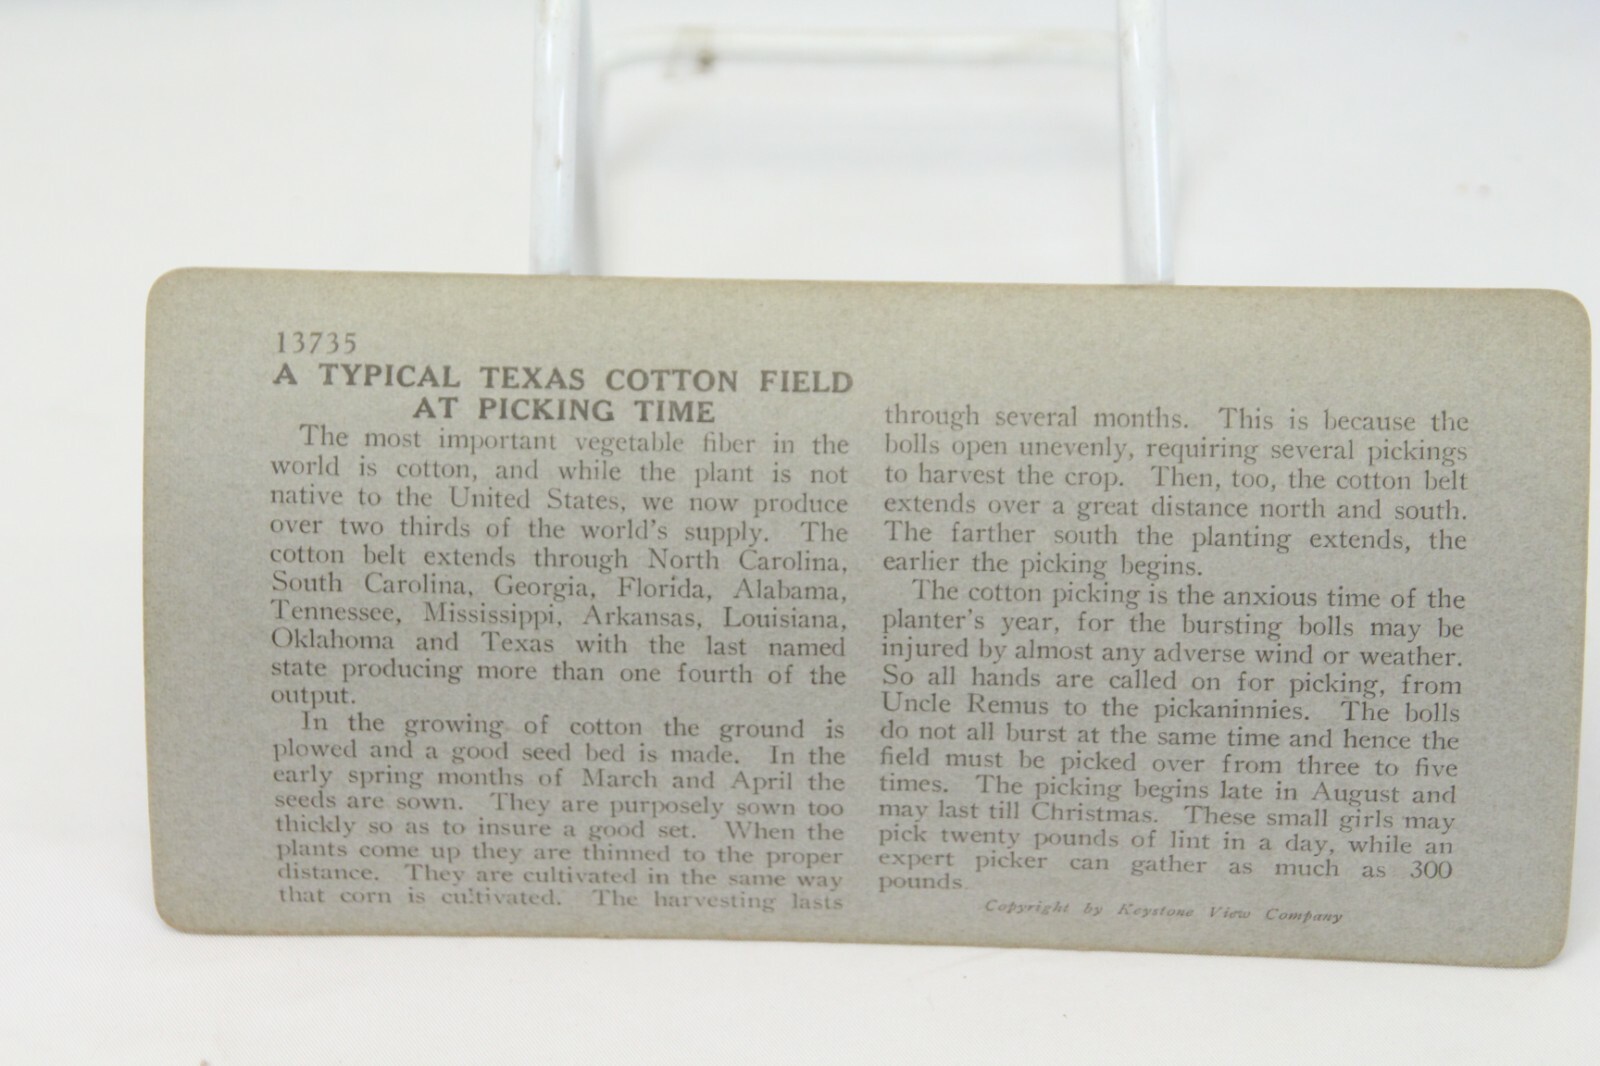 13735
A TYPICAL TEXAS COTTON FIELD
AT PICKING TIME
The most important vegetable fiber in the
world is cotton, and while the plant is not
native to the United States, we now produce
over two thirds of the world's supply. The
cotton belt extends through North Carolina,
South Carolina, Georgia, Florida, Alabama,
Tennessee, Mississippi, Arkansas, Louisiana,
Oklahoma and Texas with the last named
state producing more than one fourth of the
output.
In the growing of cotton the ground is
plowed and a good seed bed is made. In the
early spring months of March and April the
seeds are sown. They are purposely sown too
thickly so as to insure a good set. When the
plants come up they are thinned to the proper
distance. They are cultivated in the same way
that corn is cultivated. The harvesting lasts
through several months. This is because the
bolls open unevenly, requiring several pickings
to harvest the crop. Then, too, the cotton belt
extends over a great distance north and south.
The farther south the planting extends, the
earlier the picking begins.
The cotton picking is the anxious time of the
planter's year, for the bursting bolls may be
injured by almost any adverse wind or weather.
So all hands are called on for picking, from
Uncle Remus to the pickaninnies. The bolls
do not all burst at the same time and hence the
field must be picked over from three to five
times. The picking begins late in August and
may last till Christmas. These small girls may
pick twenty pounds of lint in a day, while an
expert picker can gather as much as 300
pounds.
Copyright by Keystone View Company